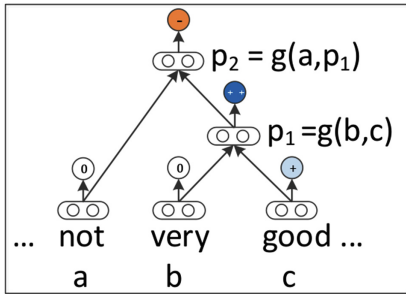 -
p₂ = g(a,p₁)
+ +
p₁=g(b,c)
0 0 +
... not very good ...
a b c